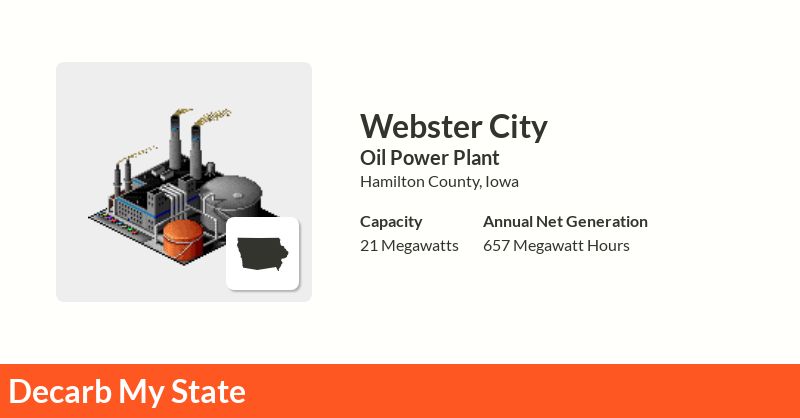 Webster City
Oil Power Plant
Hamilton County, Iowa
Capacity
21 Megawatts
Annual Net Generation
657 Megawatt Hours
Decarb My State